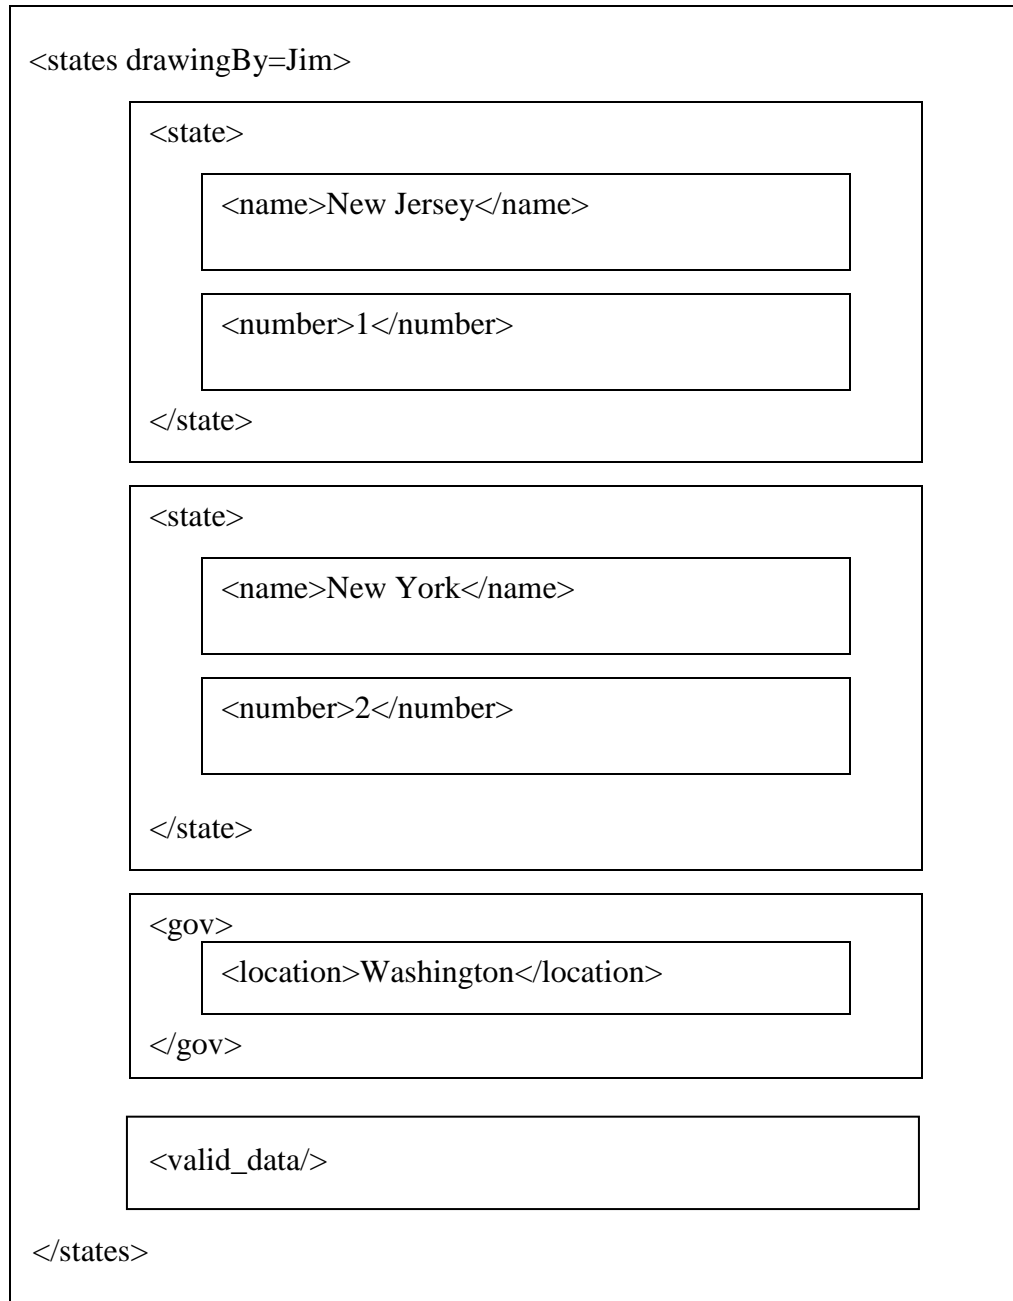 <states drawingBy=Jim>
<state>
<name>New Jersey</name>
<number>1</number>
</state>
<state>
<name>New York</name>
<number>2</number>
</state>
<gov>
<location>Washington</location>
</gov>
<valid_data/>
</states>